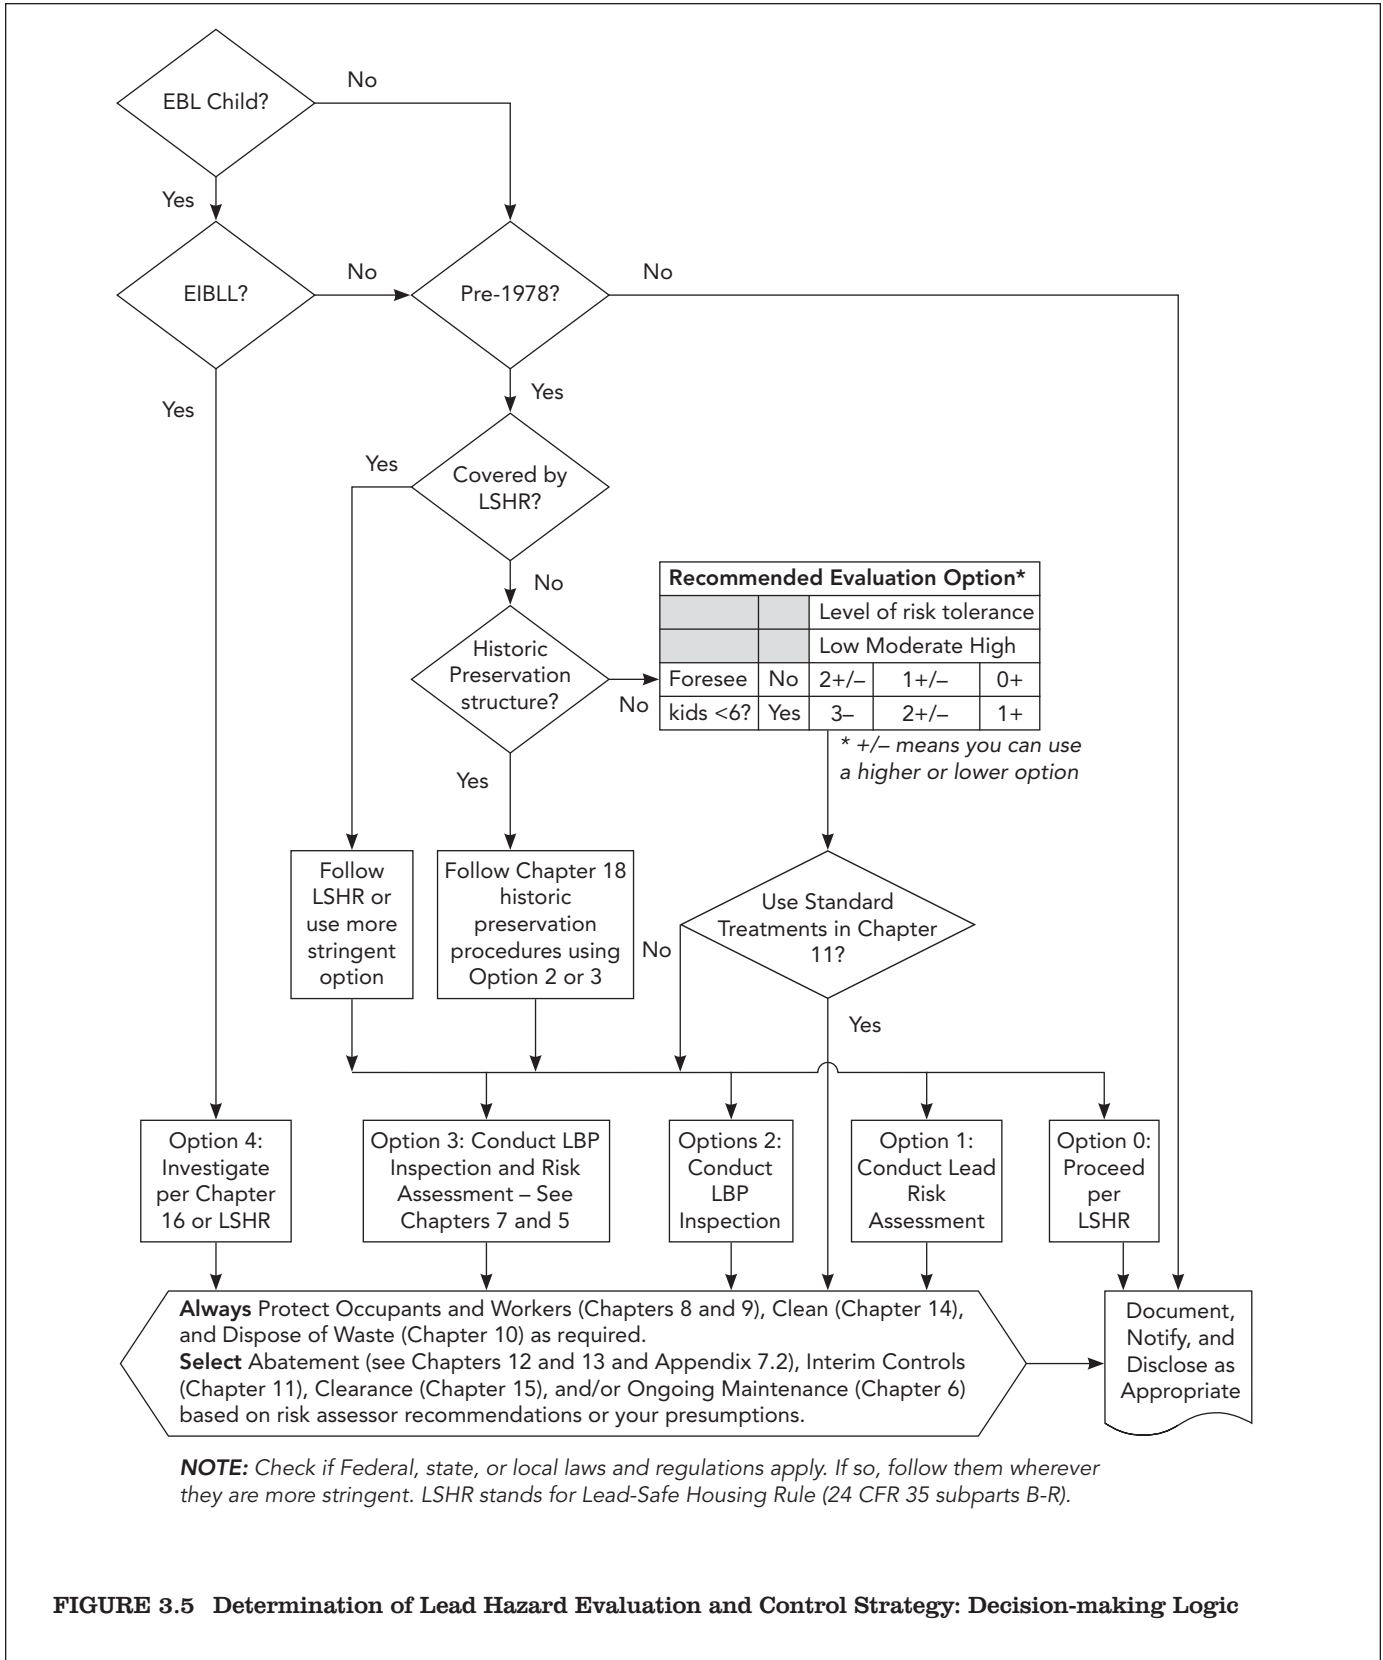 EBL Child?
No
Yes
EIBLL?
No
Pre-1978?
No
Yes
Yes
Covered by
LSHR?
Yes
No
Historic
Preservation
structure?
No
Yes
Recommended Evaluation Option*
Level of risk tolerance
Low Moderate High
Foresee No 2+/– 1+/– 0+
kids <6? Yes 3– 2+/– 1+
* +/– means you can use
a higher or lower option
Follow
LSHR or
use more
stringent
option
Follow Chapter 18
historic
preservation
procedures using
Option 2 or 3
Use Standard
Treatments in Chapter
11?
No
Yes
Option 4:
Investigate
per Chapter
16 or LSHR
Option 3: Conduct LBP
Inspection and Risk
Assessment – See
Chapters 7 and 5
Options 2:
Conduct
LBP
Inspection
Option 1:
Conduct Lead
Risk
Assessment
Option 0:
Proceed
per
LSHR
Always Protect Occupants and Workers (Chapters 8 and 9), Clean (Chapter 14),
and Dispose of Waste (Chapter 10) as required.
Select Abatement (see Chapters 12 and 13 and Appendix 7.2), Interim Controls
(Chapter 11), Clearance (Chapter 15), and/or Ongoing Maintenance (Chapter 6)
based on risk assessor recommendations or your presumptions.
Document,
Notify, and
Disclose as
Appropriate
NOTE: Check if Federal, state, or local laws and regulations apply. If so, follow them wherever
they are more stringent. LSHR stands for Lead-Safe Housing Rule (24 CFR 35 subparts B-R).
FIGURE 3.5 Determination of Lead Hazard Evaluation and Control Strategy: Decision-making Logic